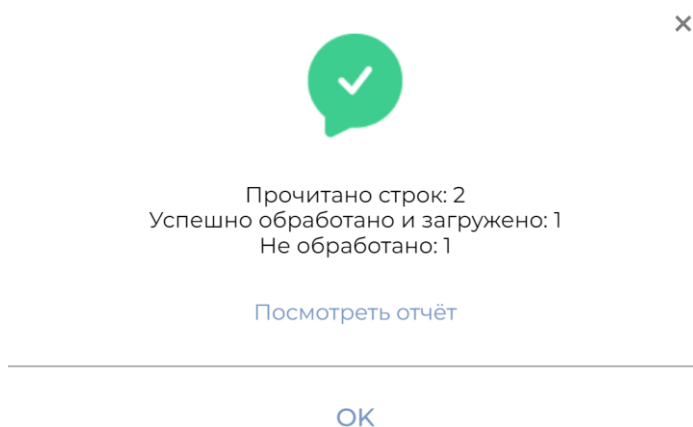 Прочитано строк: 2
Успешно обработано и загружено: 1
Не обработано: 1
Посмотреть отчёт
OK